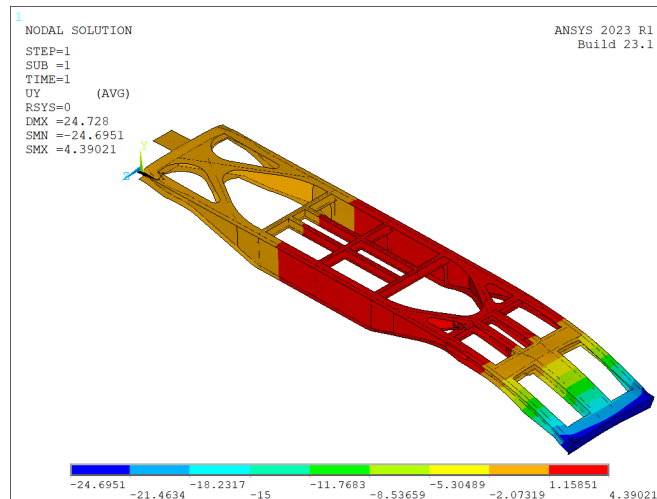 1
NODAL SOLUTION
ANSYS 2023 R1
Build 23.1
STEP=1
SUB =1
TIME=1
UY (AVG)
RSYS=0
DMX =24.728
SMN =-24.6951
SMX =4.39021
Y
Z
-24.6951 -18.2317 -11.7683 -5.30489 1.15851
-21.4634 -15 -8.53659 -2.07319 4.39021